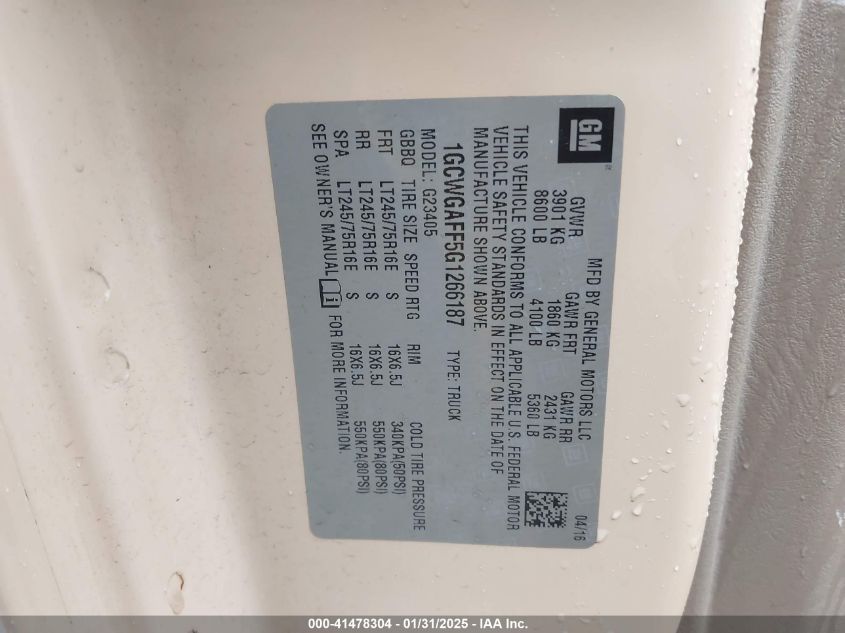 GM
MFD BY GENERAL MOTORS LLC 04/16
GVWR GAWR FRT GAWR RR
3901 KG 1860 KG 2431 KG
8600 LB 4100 LB 5360 LB
THIS VEHICLE CONFORMS TO ALL APPLICABLE U.S. FEDERAL MOTOR
VEHICLE SAFETY STANDARDS IN EFFECT ON THE DATE OF
MANUFACTURE SHOWN ABOVE.
1GCWGAFF5G1266187 TYPE: TRUCK
MODEL: G23405
GBBQ TIRE SIZE SPEED RTG RIM COLD TIRE PRESSURE
FRT LT245/75R16E S 16X6.5J 340KPA(50PSI)
RR LT245/75R16E S 16X6.5J 550KPA(80PSI)
SPA LT245/75R16E S 16X6.5J 550KPA(80PSI)
SEE OWNER'S MANUAL i FOR MORE INFORMATION.
000-41478304 - 01/31/2025 - IAA Inc.